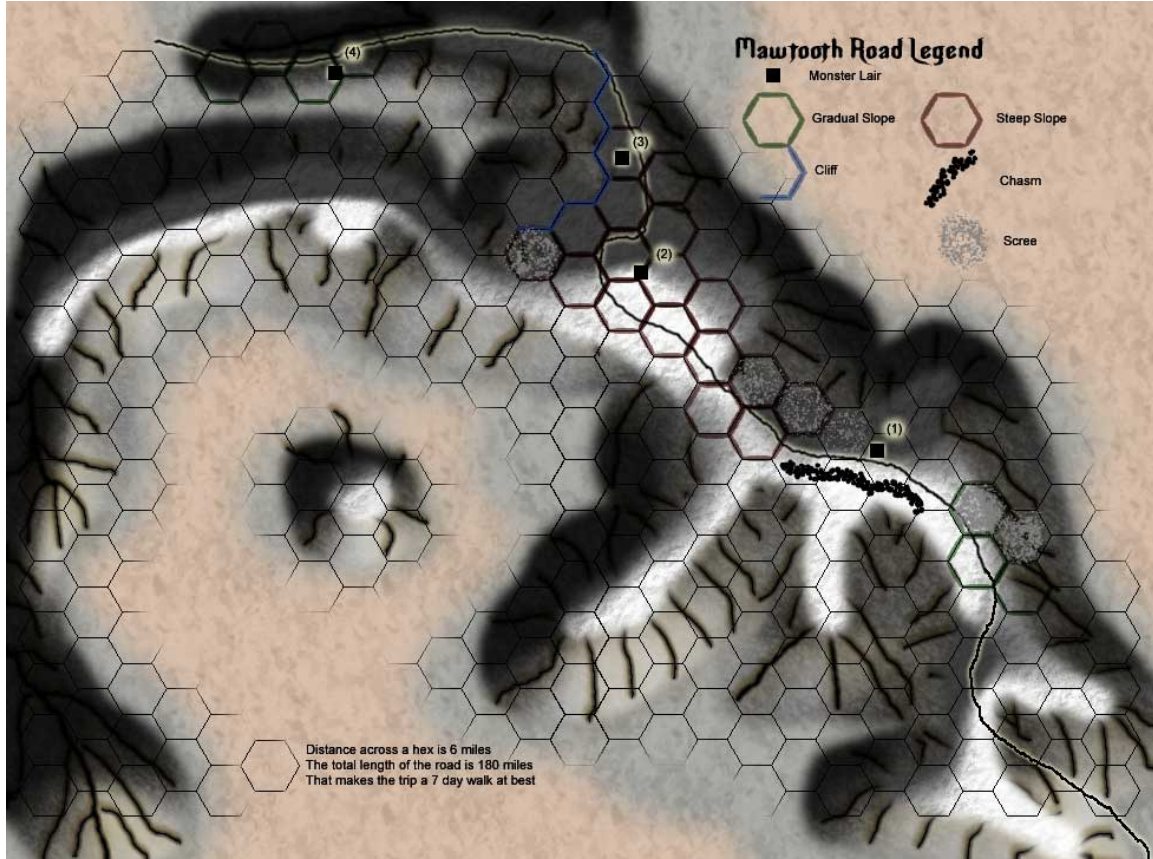 (4)
Mawtooth Road Legend
Monster Lair
Gradual Slope
Steep Slope
(3)
Cliff
Chasm
(2)
Scree
(1)
Distance across a hex is 6 miles
The total length of the road is 180 miles
That makes the trip a 7 day walk at best